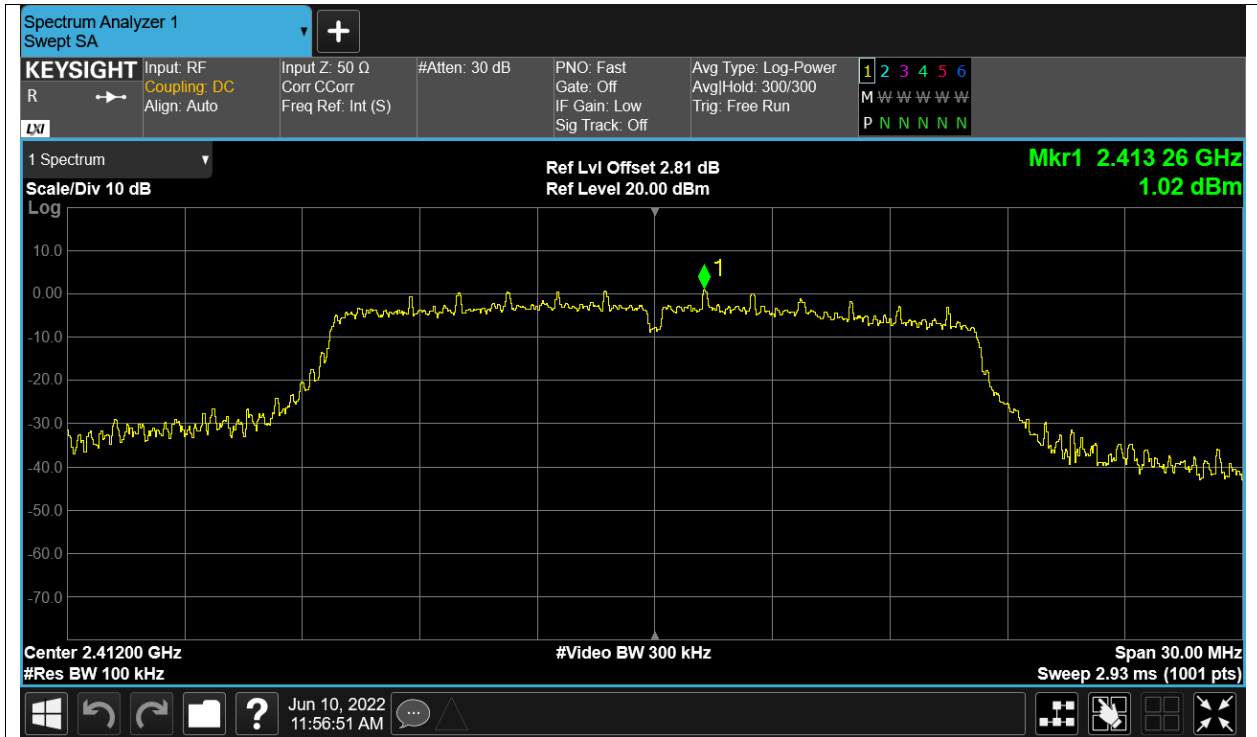 Spectrum Analyzer 1
Swept SA
+
KEYSIGHT
R
LXI
Input: RF
Coupling: DC
Align: Auto
Input Z: 50 Ω
Corr CCorr
Freq Ref: Int (S)
#Atten: 30 dB
PNO: Fast
Gate: Off
IF Gain: Low
Sig Track: Off
Avg Type: Log-Power
Avg|Hold: 300/300
Trig: Free Run
1 2 3 4 5 6
M W W W W W
P N N N N N
1 Spectrum
Scale/Div 10 dB
Log
Ref Lvl Offset 2.81 dB
Ref Level 20.00 dBm
Mkr1 2.413 26 GHz
1.02 dBm
1
10.0
0.00
-10.0
-20.0
-30.0
-40.0
-50.0
-60.0
-70.0
Center 2.41200 GHz
#Video BW 300 kHz
Span 30.00 MHz
#Res BW 100 kHz
Sweep 2.93 ms (1001 pts)
?
Jun 10, 2022
11:56:51 AM